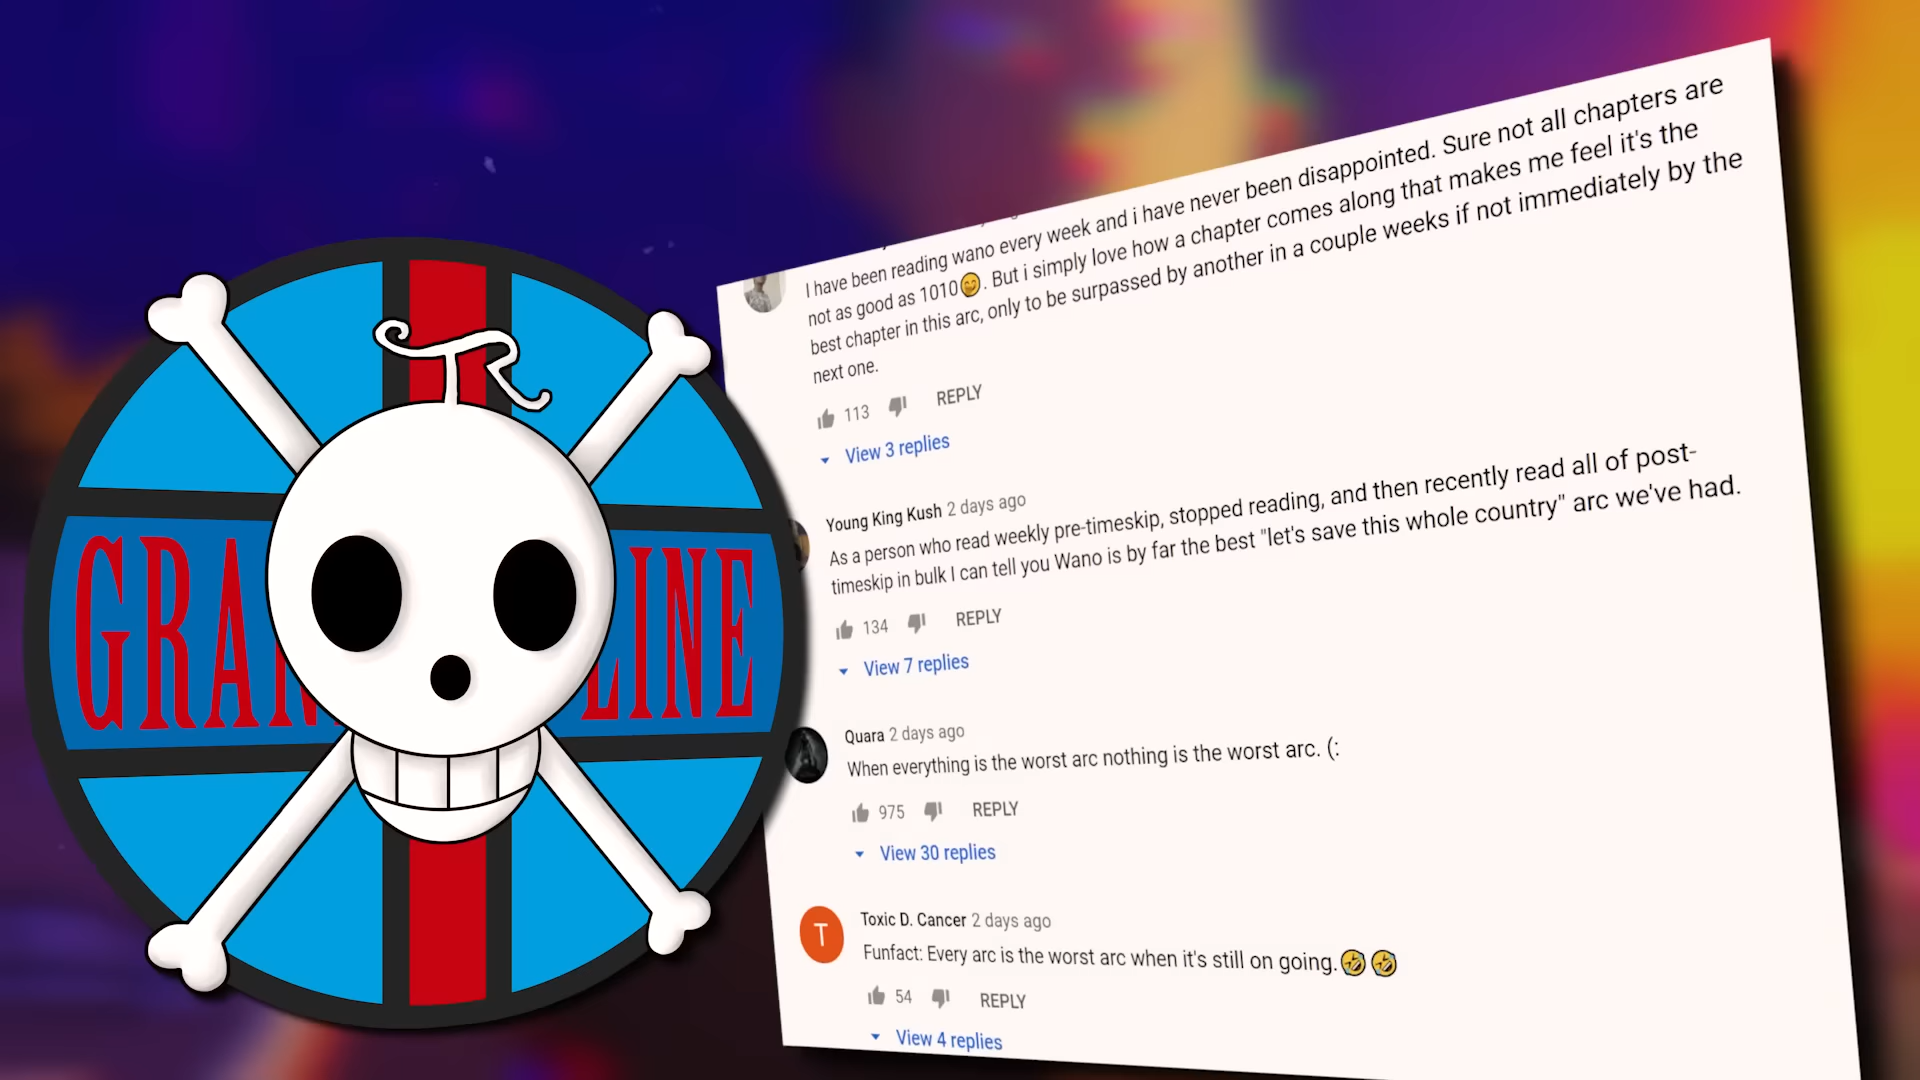 TR
GRAN LINE
I have been reading wano every week and i have never been disappointed. Sure not all chapters are
not as good as 1010😊. But i simply love how a chapter comes along that makes me feel it's the
best chapter in this arc, only to be surpassed by another in a couple weeks if not immediately by the
next one.
113 REPLY
View 3 replies
Young King Kush 2 days ago
As a person who read weekly pre-timeskip, stopped reading, and then recently read all of post-
timeskip in bulk I can tell you Wano is by far the best "let's save this whole country" arc we've had.
134 REPLY
View 7 replies
Quara 2 days ago
When everything is the worst arc nothing is the worst arc. (:
975 REPLY
View 30 replies
T
Toxic D. Cancer 2 days ago
Funfact: Every arc is the worst arc when it's still on going.🤣🤣
54 REPLY
View 4 replies